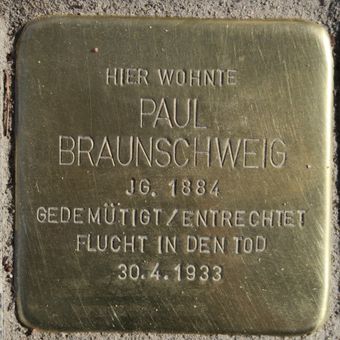 HIER WOHNTE
PAUL
BRAUNSCHWEIG
JG. 1884
GEDEMÜTIGT/ENTRECHTET
FLUCHT IN DEN TOD
30.4.1933